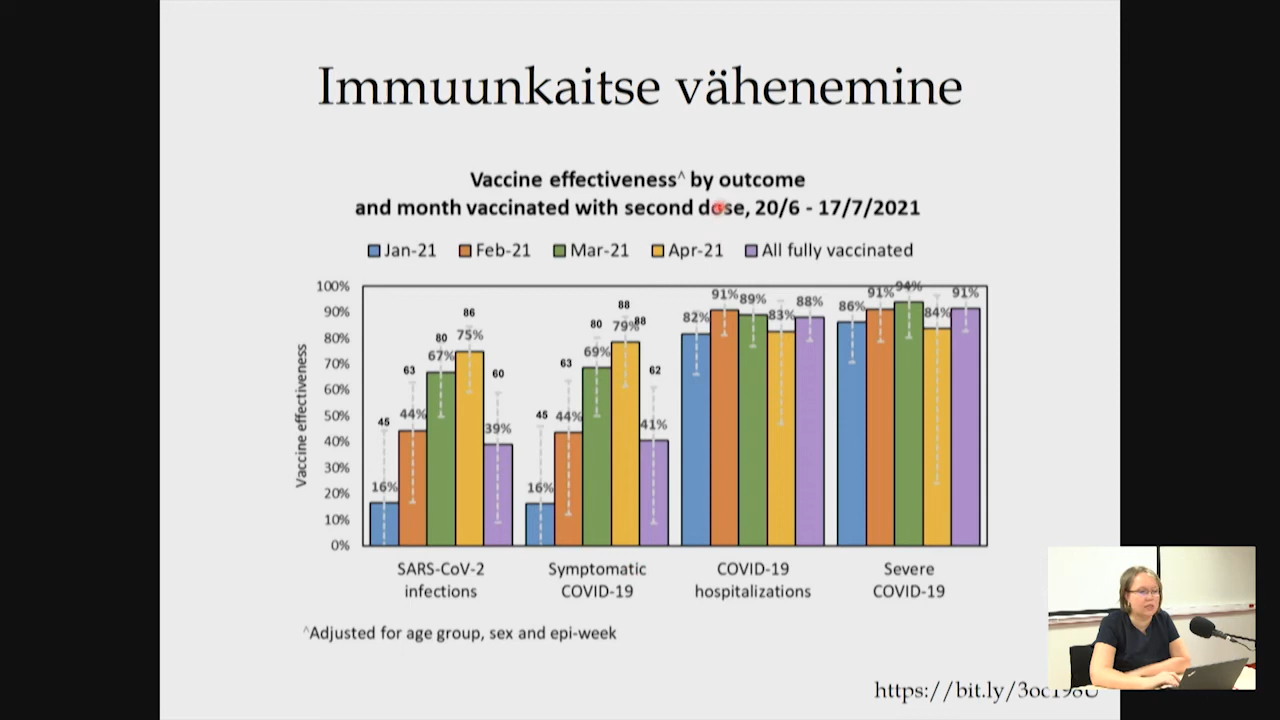 Immuunkaitse vähenemine
Vaccine effectiveness^ by outcome
and month vaccinated with second dose, 20/6 - 17/7/2021
Jan-21 Feb-21 Mar-21 Apr-21 All fully vaccinated
Vaccine effectiveness
100%
90%
80%
70%
60%
50%
40%
30%
20%
10%
0%
45 16% 63 44% 80 67% 86 75% 60 39%
45 16% 63 44% 80 69% 88 79% 88 62 41%
82% 91% 89% 83% 88%
86% 91% 94% 84% 91%
SARS-CoV-2
infections
Symptomatic
COVID-19
COVID-19
hospitalizations
Severe
COVID-19
^Adjusted for age group, sex and epi-week